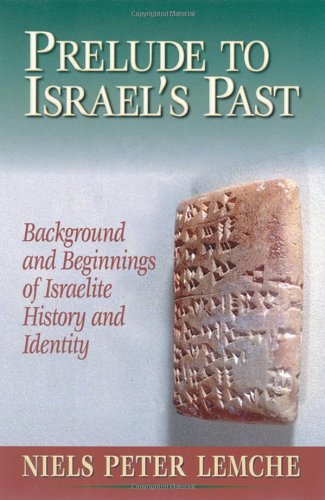 PRELUDE TO
ISRAEL'S PAST
Background
and Beginnings
of Israelite
History and
Identity
NIELS PETER LEMCHE